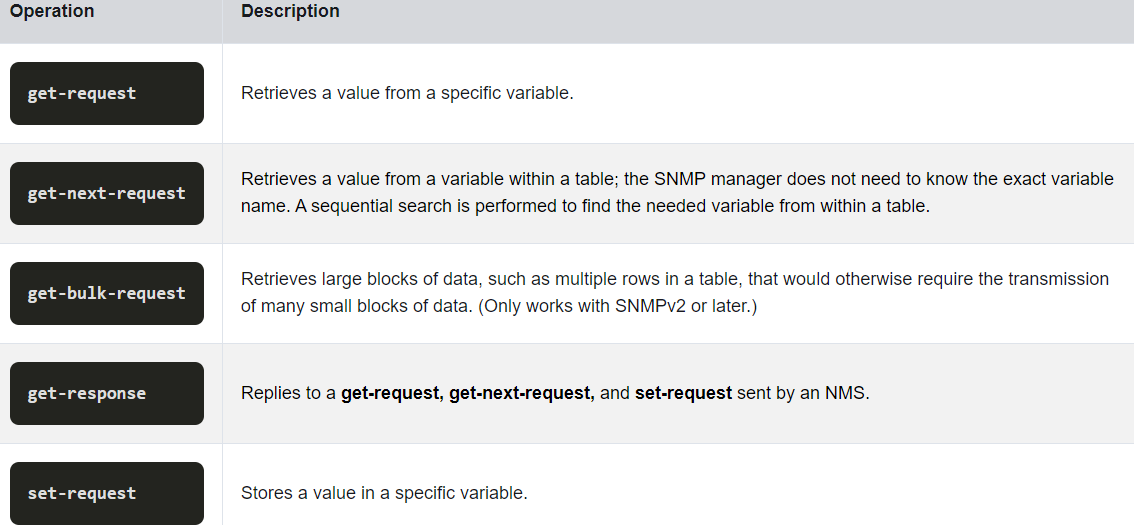 Operation Description
get-request Retrieves a value from a specific variable.
get-next-request Retrieves a value from a variable within a table; the SNMP manager does not need to know the exact variable
name. A sequential search is performed to find the needed variable from within a table.
get-bulk-request Retrieves large blocks of data, such as multiple rows in a table, that would otherwise require the transmission
of many small blocks of data. (Only works with SNMPv2 or later.)
get-response Replies to a get-request, get-next-request, and set-request sent by an NMS.
set-request Stores a value in a specific variable.